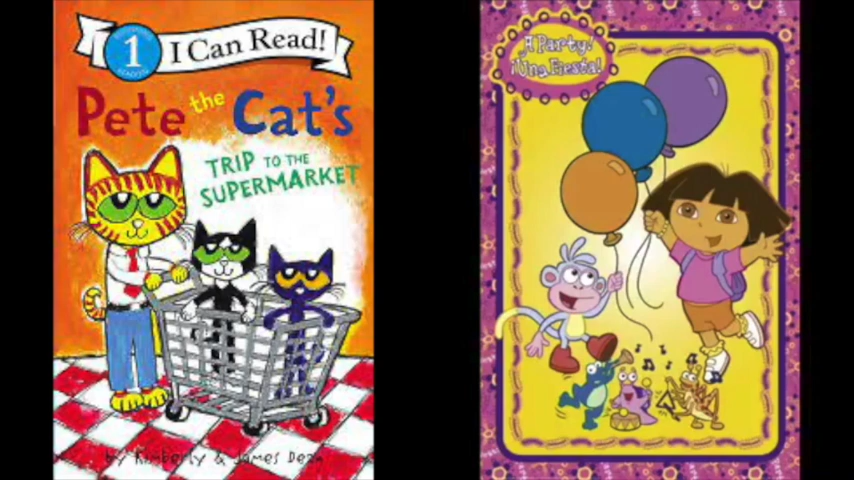 1
I Can Read!
Pete the Cat's
TRIP TO THE
SUPERMARKET
by Kimberly & James Dean
A Party!
¡Una Fiesta!